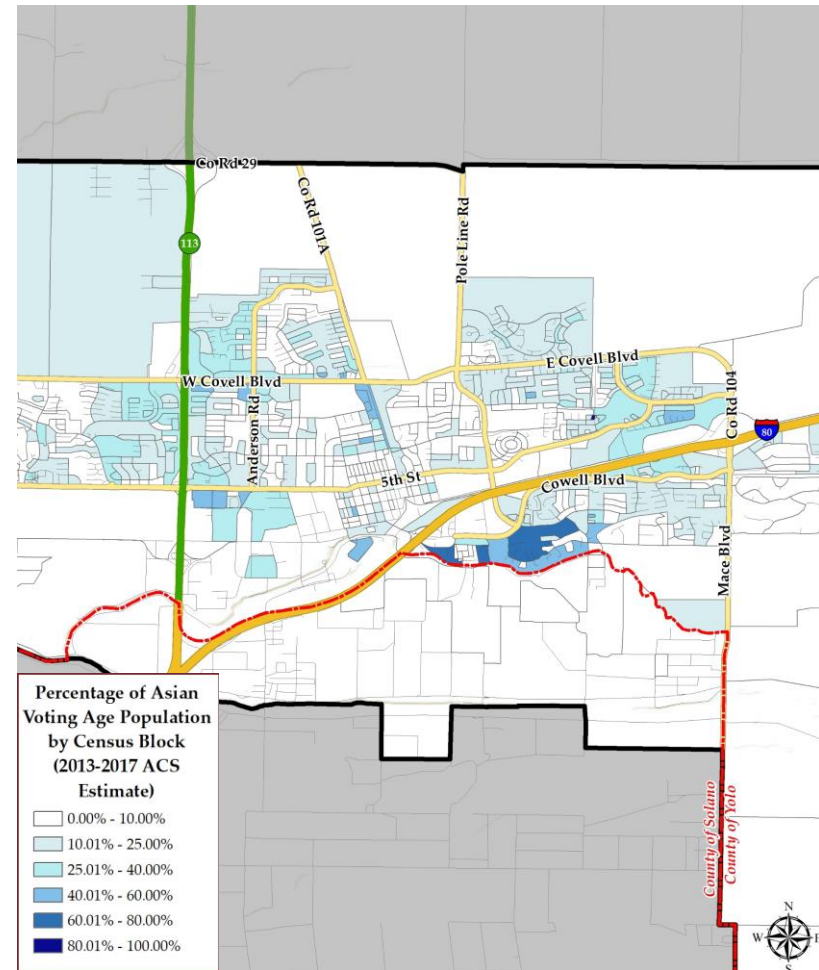 Co Rd 29
Co Rd 101A
Pole Line Rd
113
E Covell Blvd
W Covell Blvd
Co Rd 104
Anderson Rd
80
5th St
Cowell Blvd
Mace Blvd
Percentage of Asian
Voting Age Population
by Census Block
(2013-2017 ACS
Estimate)
0.00% - 10.00%
10.01% - 25.00%
25.01% - 40.00%
40.01% - 60.00%
60.01% - 80.00%
80.01% - 100.00%
County of Solano
County of Yolo
N
W
E
S